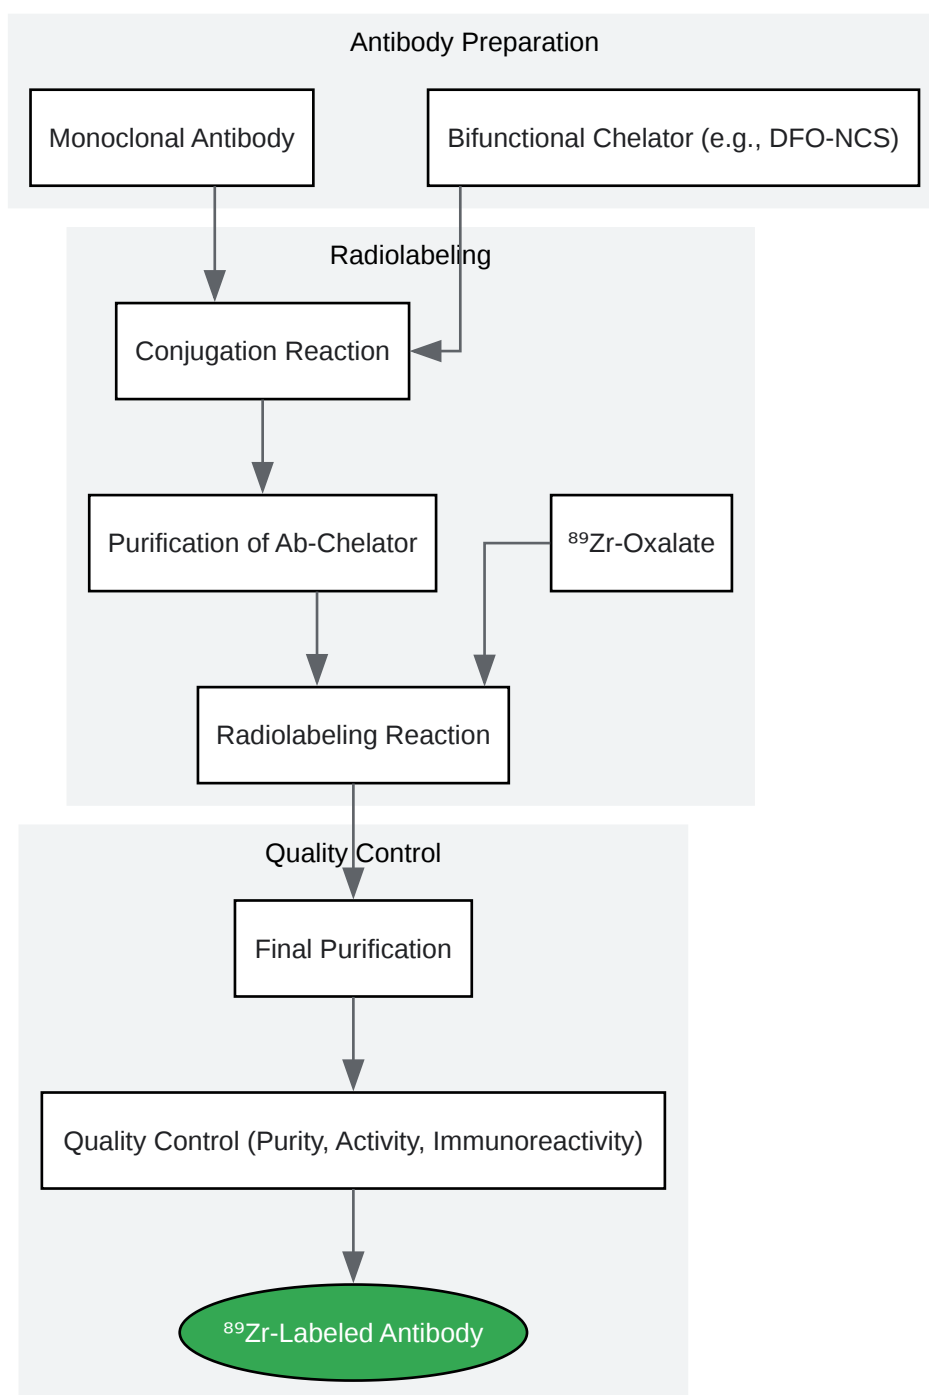 Antibody Preparation
Monoclonal Antibody
Bifunctional Chelator (e.g., DFO-NCS)
Radiolabeling
Conjugation Reaction
Purification of Ab-Chelator
⁸⁹Zr-Oxalate
Radiolabeling Reaction
Quality Control
Final Purification
Quality Control (Purity, Activity, Immunoreactivity)
⁸⁹Zr-Labeled Antibody